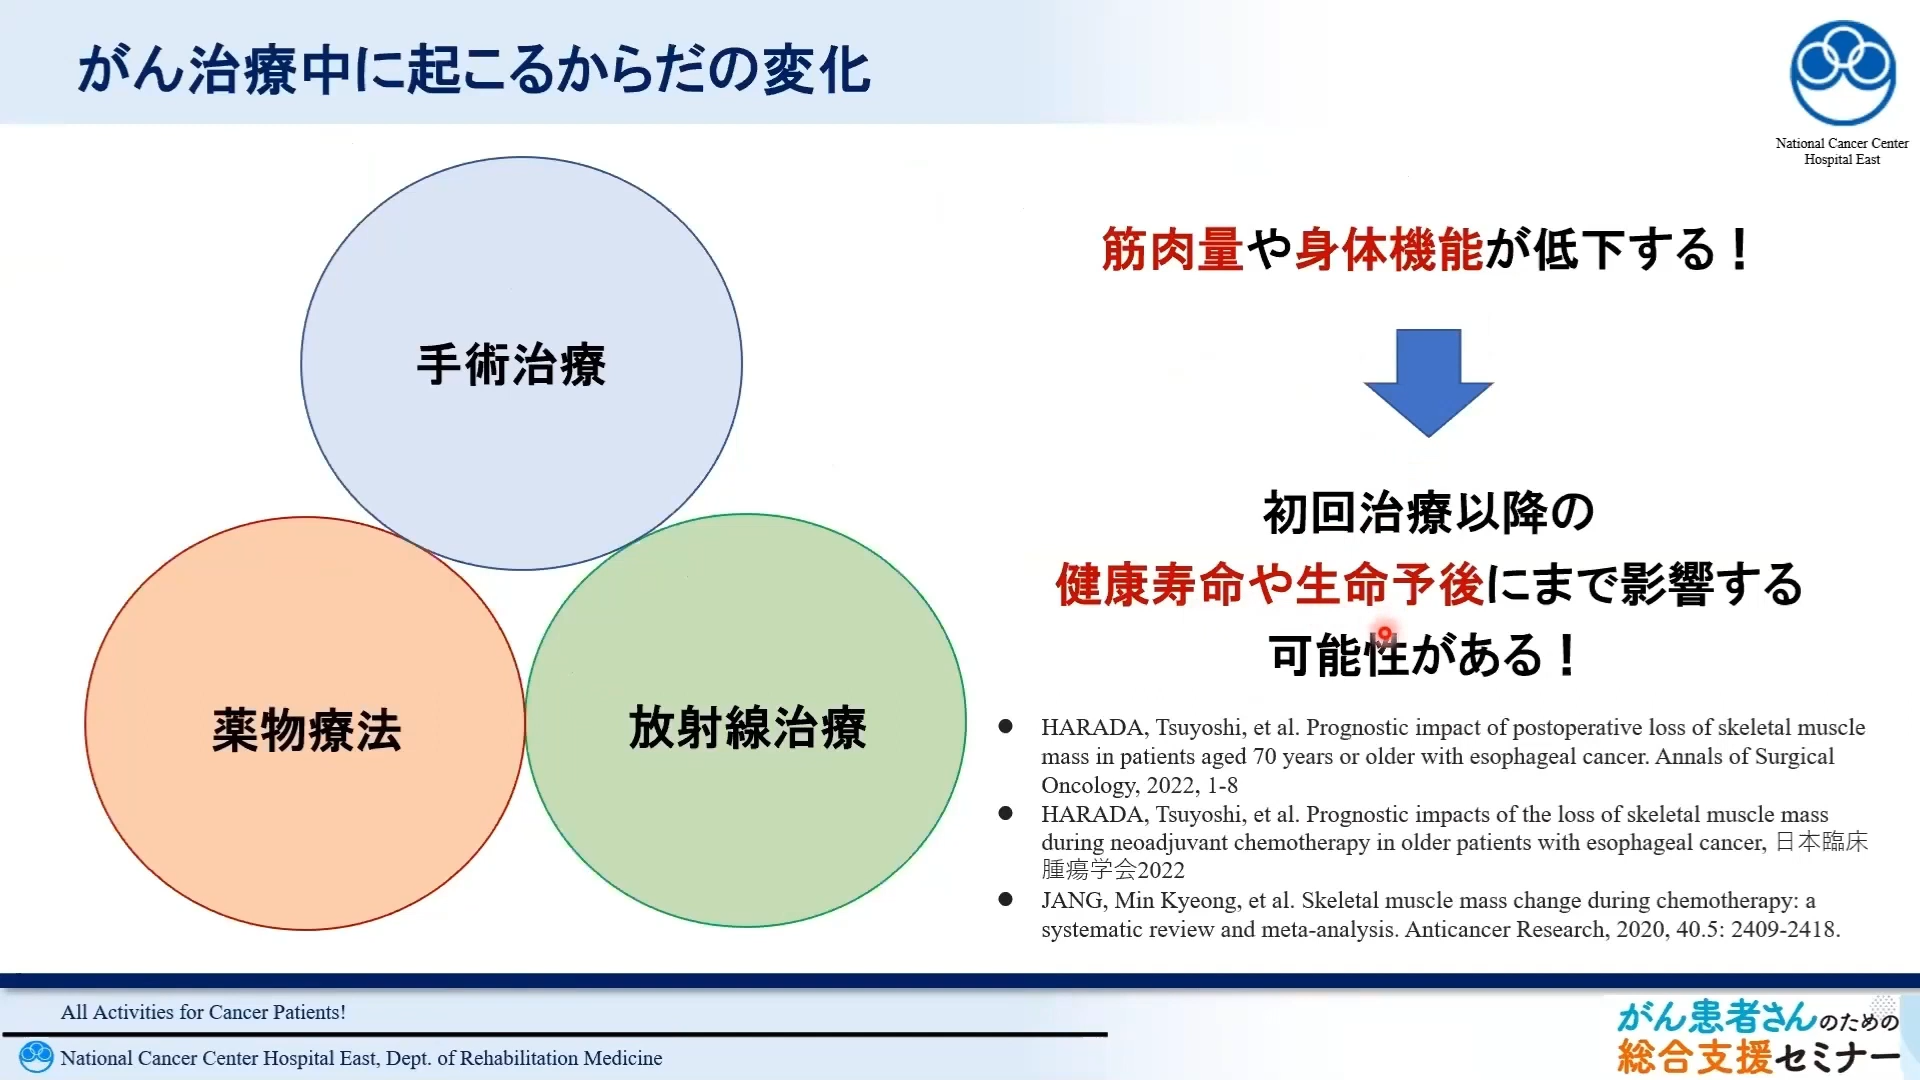 がん治療中に起こるからだの変化
National Cancer Center
Hospital East
手術治療
薬物療法
放射線治療
筋肉量や身体機能が低下する！
初回治療以降の
健康寿命や生命予後にまで影響する
可能性がある！
● HARADA, Tsuyoshi, et al. Prognostic impact of postoperative loss of skeletal muscle
mass in patients aged 70 years or older with esophageal cancer. Annals of Surgical
Oncology, 2022, 1-8
● HARADA, Tsuyoshi, et al. Prognostic impacts of the loss of skeletal muscle mass
during neoadjuvant chemotherapy in older patients with esophageal cancer, 日本臨床
腫瘍学会2022
● JANG, Min Kyeong, et al. Skeletal muscle mass change during chemotherapy: a
systematic review and meta-analysis. Anticancer Research, 2020, 40.5: 2409-2418.
All Activities for Cancer Patients!
National Cancer Center Hospital East, Dept. of Rehabilitation Medicine
がん患者さんのための
総合支援セミナー